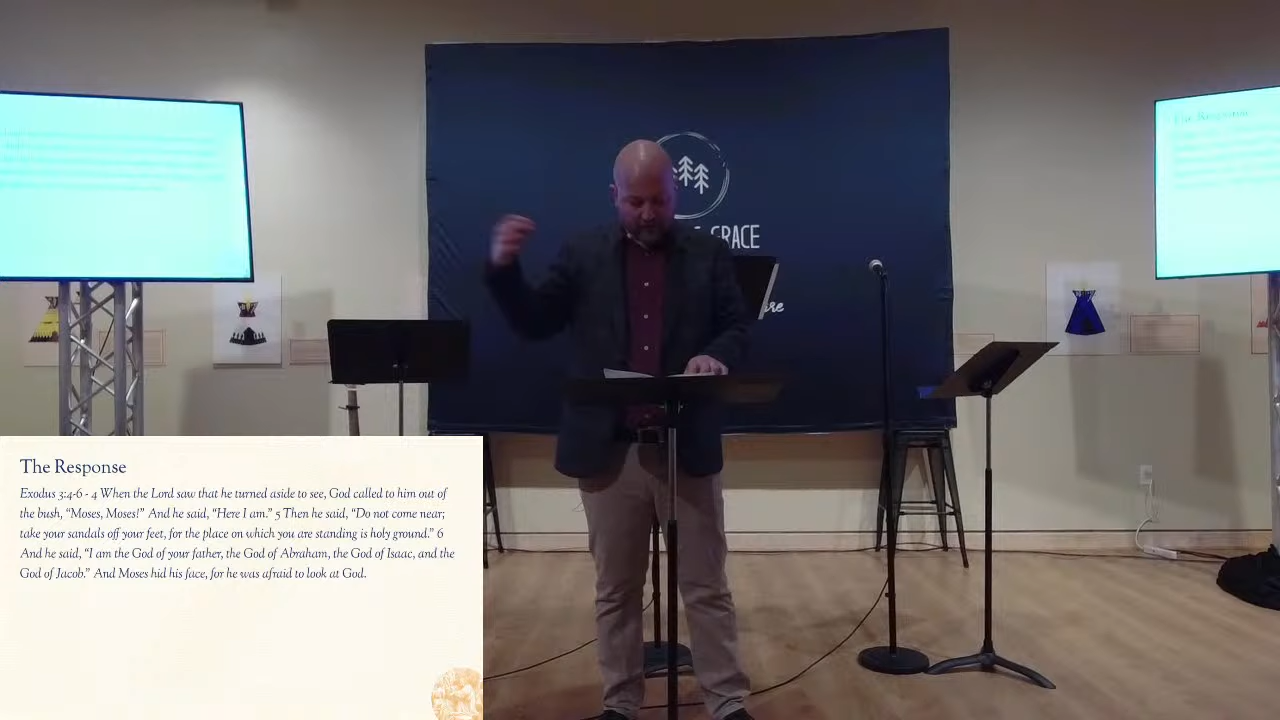 The Response
GRACE
The Response
Exodus 3:4-6 - 4 When the Lord saw that he turned aside to see, God called to him out of
the bush, “Moses, Moses!” And he said, “Here I am.” 5 Then he said, “Do not come near;
take your sandals off your feet, for the place on which you are standing is holy ground.” 6
And he said, “I am the God of your father, the God of Abraham, the God of Isaac, and the
God of Jacob.” And Moses hid his face, for he was afraid to look at God.